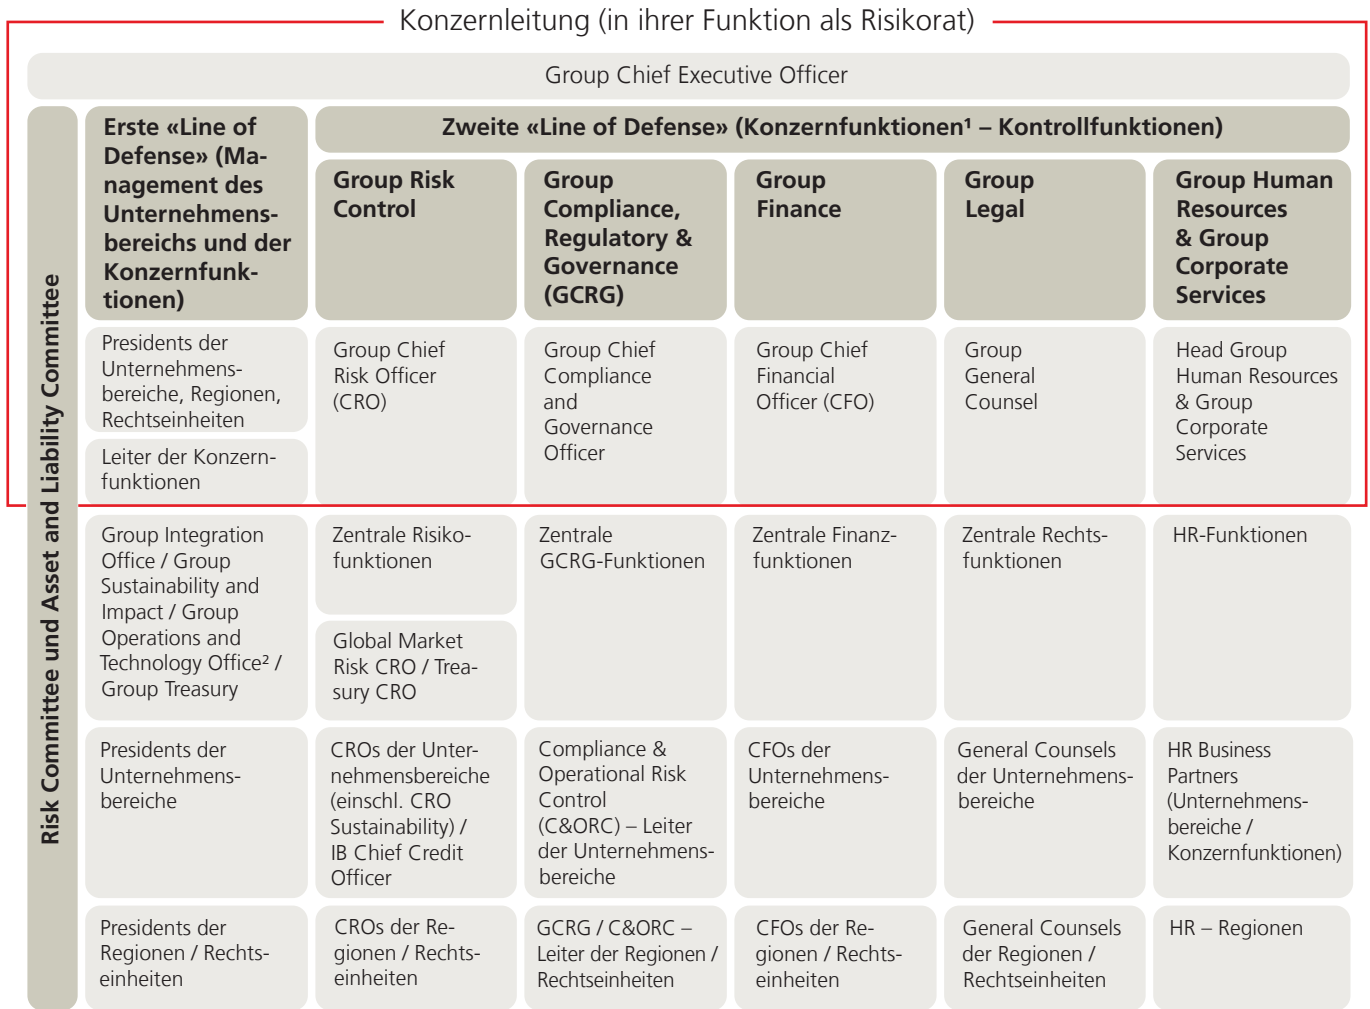 Konzernleitung (in ihrer Funktion als Risikorat)
Group Chief Executive Officer
Risk Committee und Asset and Liability Committee
Erste «Line of
Defense» (Ma-
nagement des
Unternehmens-
bereichs und der
Konzernfunk-
tionen)
Zweite «Line of Defense» (Konzernfunktionen¹ – Kontrollfunktionen)
Group Risk
Control
Group
Compliance,
Regulatory &
Governance
(GCRG)
Group
Finance
Group
Legal
Group Human
Resources
& Group
Corporate
Services
Presidents der
Unternehmens-
bereiche, Regionen,
Rechtseinheiten
Leiter der Konzern-
funktionen
Group Chief
Risk Officer
(CRO)
Group Chief
Compliance
and
Governance
Officer
Group Chief
Financial
Officer (CFO)
Group
General
Counsel
Head Group
Human Resources
& Group
Corporate
Services
Group Integration
Office / Group
Sustainability and
Impact / Group
Operations and
Technology Office² /
Group Treasury
Zentrale Risiko-
funktionen
Global Market
Risk CRO / Trea-
sury CRO
Zentrale
GCRG-Funktionen
Zentrale Finanz-
funktionen
Zentrale Rechts-
funktionen
HR-Funktionen
Presidents der
Unternehmens-
bereiche
CROs der Unter-
nehmensbereiche
(einschl. CRO
Sustainability) /
IB Chief Credit
Officer
Compliance &
Operational Risk
Control
(C&ORC) – Leiter
der Unternehmens-
bereiche
CFOs der
Unternehmens-
bereiche
General Counsels
der Unternehmens-
bereiche
HR Business
Partners
(Unternehmens-
bereiche /
Konzernfunktionen)
Presidents der
Regionen / Rechts-
einheiten
CROs der Re-
gionen / Rechts-
einheiten
GCRG / C&ORC –
Leiter der Regionen /
Rechtseinheiten
CFOs der Re-
gionen / Rechts-
einheiten
General Counsels
der Regionen /
Rechtseinheiten
HR – Regionen